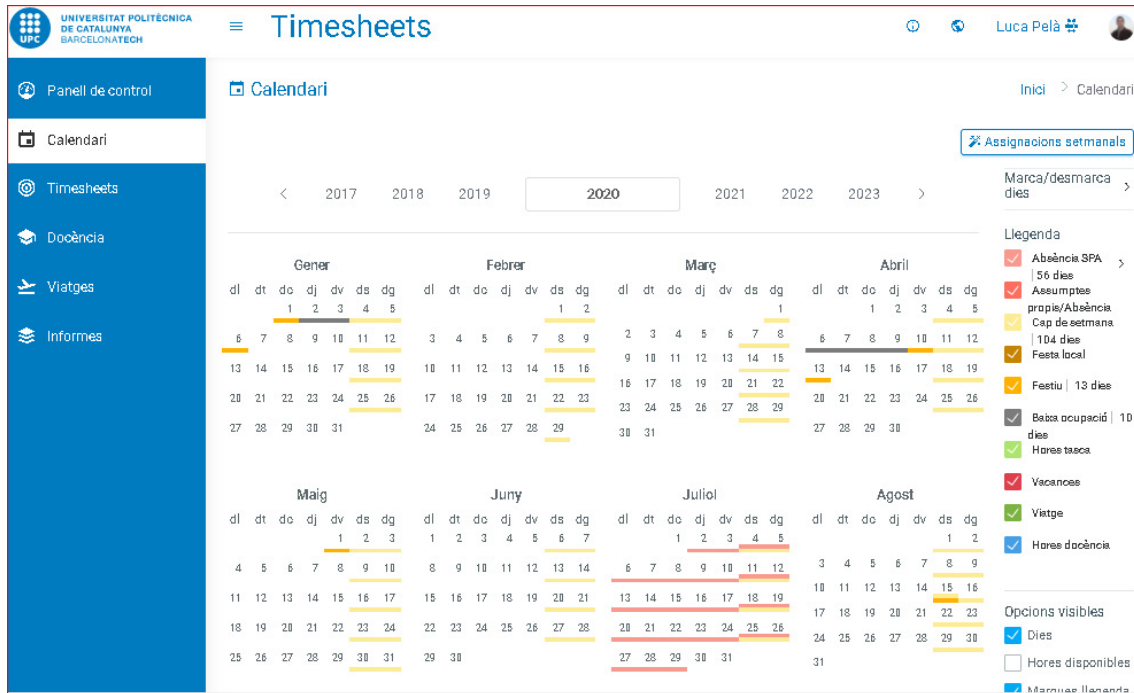 UNIVERSITAT POLITÈCNICA
DE CATALUNYA
BARCELONATECH
UPC
Timesheets
Luca Pelà
Panell de control
Calendari
Timesheets
Docència
Viatges
Informes
Calendari
Inici > Calendari
Assignacions setmanals
< 2017 2018 2019 2020 2021 2022 2023 >
Gener
dl dt dc dj dv ds dg
1 2 3 4 5
6 7 8 9 10 11 12
13 14 15 16 17 18 19
20 21 22 23 24 25 26
27 28 29 30 31
Febrer
dl dt dc dj dv ds dg
1 2
3 4 5 6 7 8 9
10 11 12 13 14 15 16
17 18 19 20 21 22 23
24 25 26 27 28 29
Març
dl dt dc dj dv ds dg
1
2 3 4 5 6 7 8
9 10 11 12 13 14 15
16 17 18 19 20 21 22
23 24 25 26 27 28 29
30 31
Abril
dl dt dc dj dv ds dg
1 2 3 4 5
6 7 8 9 10 11 12
13 14 15 16 17 18 19
20 21 22 23 24 25 26
27 28 29 30
Maig
dl dt dc dj dv ds dg
1 2 3
4 5 6 7 8 9 10
11 12 13 14 15 16 17
18 19 20 21 22 23 24
25 26 27 28 29 30 31
Juny
dl dt dc dj dv ds dg
1 2 3 4 5 6 7
8 9 10 11 12 13 14
15 16 17 18 19 20 21
22 23 24 25 26 27 28
29 30
Juliol
dl dt dc dj dv ds dg
1 2 3 4 5
6 7 8 9 10 11 12
13 14 15 16 17 18 19
20 21 22 23 24 25 26
27 28 29 30 31
Agost
dl dt dc dj dv ds dg
1 2
3 4 5 6 7 8 9
10 11 12 13 14 15 16
17 18 19 20 21 22 23
24 25 26 27 28 29 30
31
Marca/desmarca
dies
Llegenda
Absència SPA
| 56 dies
Assumptes
propis/Absència
Cap de setmana
| 104 dies
Festa local
Festiu | 13 dies
Baixa ocupació | 10
dies
Hores tasca
Vacances
Viatge
Hores docència
Opcions visibles
Dies
Hores disponibles
Marques llegenda